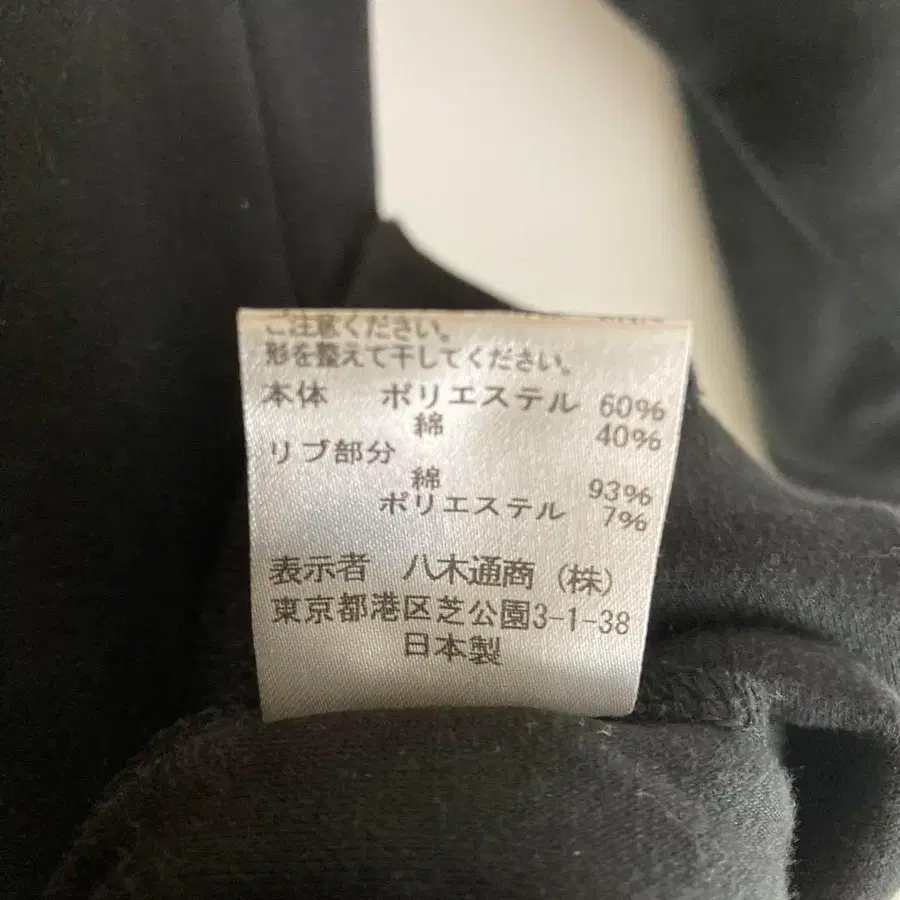 ご注意ください。
形を整えて干してください。
本体 ポリエステル 60%
綿 40%
リブ部分
綿 93%
ポリエステル 7%
表示者 八木通商(株)
東京都港区芝公園3-1-38
日本製